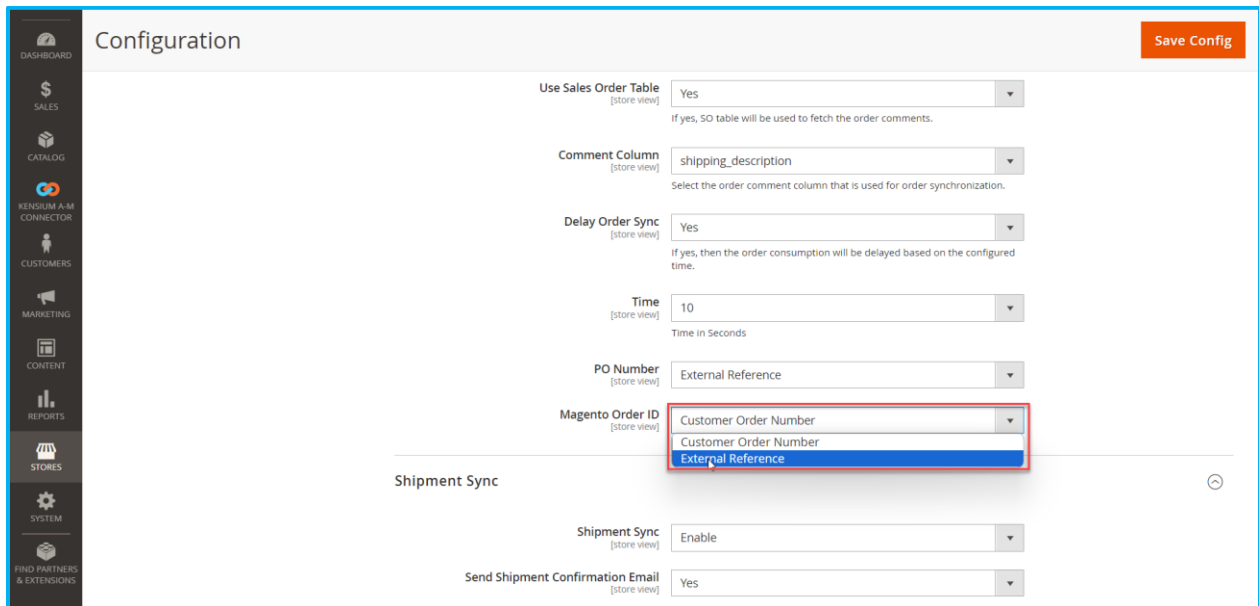 Configuration
Save Config
DASHBOARD
SALES
CATALOG
KENSIUM A-M
CONNECTOR
CUSTOMERS
MARKETING
CONTENT
REPORTS
STORES
SYSTEM
FIND PARTNERS
& EXTENSIONS
Use Sales Order Table
[store view]
Yes
If yes, SO table will be used to fetch the order comments.
Comment Column
[store view]
shipping_description
Select the order comment column that is used for order synchronization.
Delay Order Sync
[store view]
Yes
If yes, then the order consumption will be delayed based on the configured
time.
Time
[store view]
10
Time in Seconds
PO Number
[store view]
External Reference
Magento Order ID
[store view]
Customer Order Number
Customer Order Number
External Reference
Shipment Sync
Shipment Sync
[store view]
Enable
Send Shipment Confirmation Email
[store view]
Yes